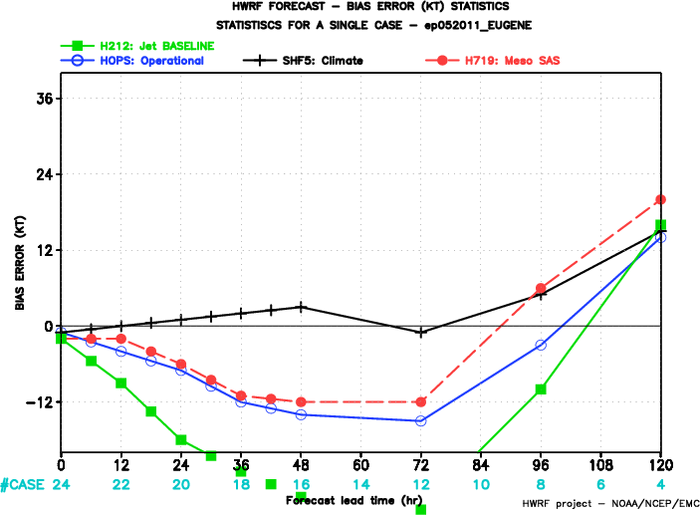 HWRF FORECAST – BIAS ERROR (KT) STATISTICS
STATISTISCS FOR A SINGLE CASE – ep052011_EUGENE
H212: Jet BASELINE
HOPS: Operational SHF5: Climate H719: Meso SAS
BIAS ERROR (KT)
36
24
12
0
−12
0 12 24 36 48 60 72 84 96 108 120
#CASE 24 22 20 18 16 14 12 10 8 6 4
Forecast lead time (hr)
HWRF project – NOAA/NCEP/EMC